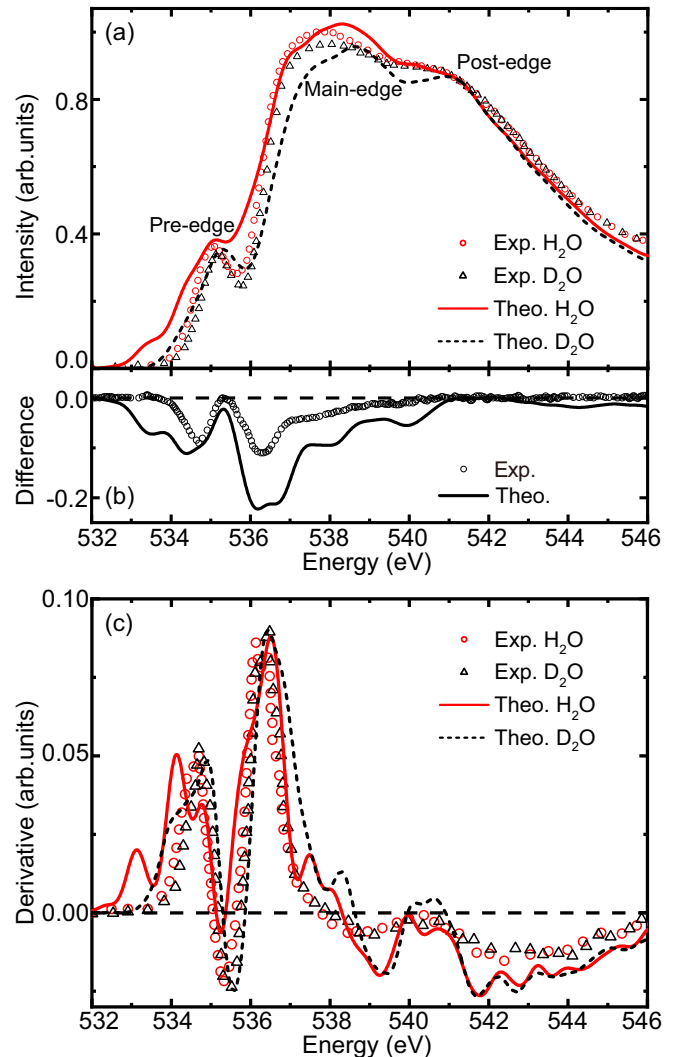 (a)
Post-edge
Main-edge
Pre-edge
Intensity (arb.units)
0.8
0.4
0.0
Exp. H₂O
Exp. D₂O
Theo. H₂O
Theo. D₂O
(b)
Difference
0.0
-0.2
Exp.
Theo.
532 534 536 538 540 542 544 546
Energy (eV)
(c)
Derivative (arb.units)
0.10
0.05
0.00
Exp. H₂O
Exp. D₂O
Theo. H₂O
Theo. D₂O
532 534 536 538 540 542 544 546
Energy (eV)